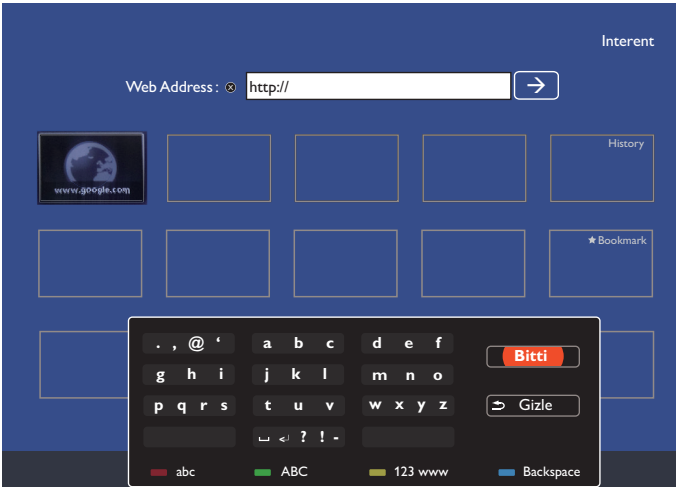 Interent
Web Address : http://
www.google.com
History
Bookmark
. , @ ‘ a b c d e f
Bitti
g h i j k l m n o
p q r s t u v w x y z
Gizle
? ! -
abc ABC 123 www Backspace